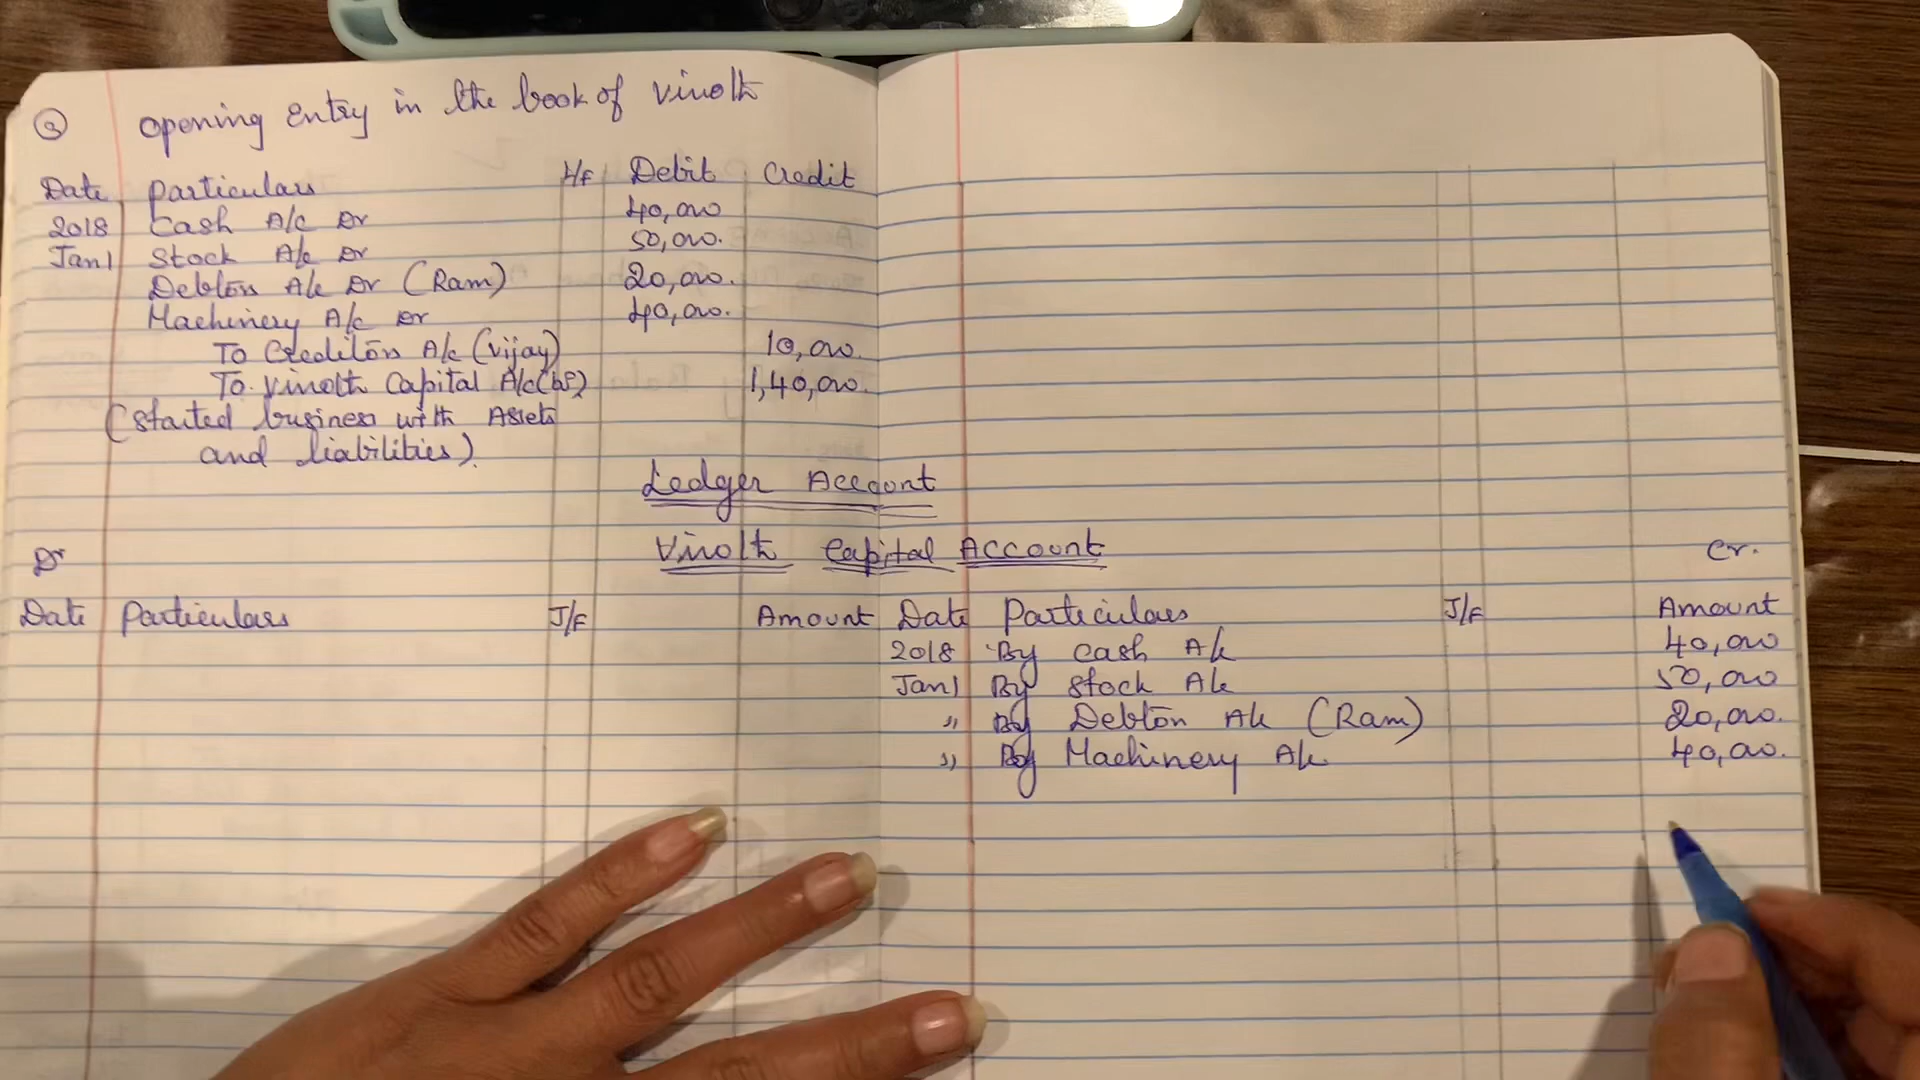 Q opening entry in the book of vinoth
Date particulars L/F Debit Credit
2018 Cash A/c Dr 40,000
Jan 1 Stock A/c Dr 50,000.
Debtors A/c Dr (Ram) 20,000.
Machinery A/c Dr 40,000.
To Creditors A/c (vijay) 10,000.
To vinoth Capital A/c (bf) 1,40,000.
(started business with Assets
and liabilities).
Ledger Account
Dr Vinoth Capital Account Cr.
Date Particulars J/F Amount Date Particulars J/F Amount
2018 By cash A/c 40,000
Jan 1 By stock A/c 50,000
,, By Debtor A/c (Ram) 20,000.
,, By Machinery A/c 40,000.